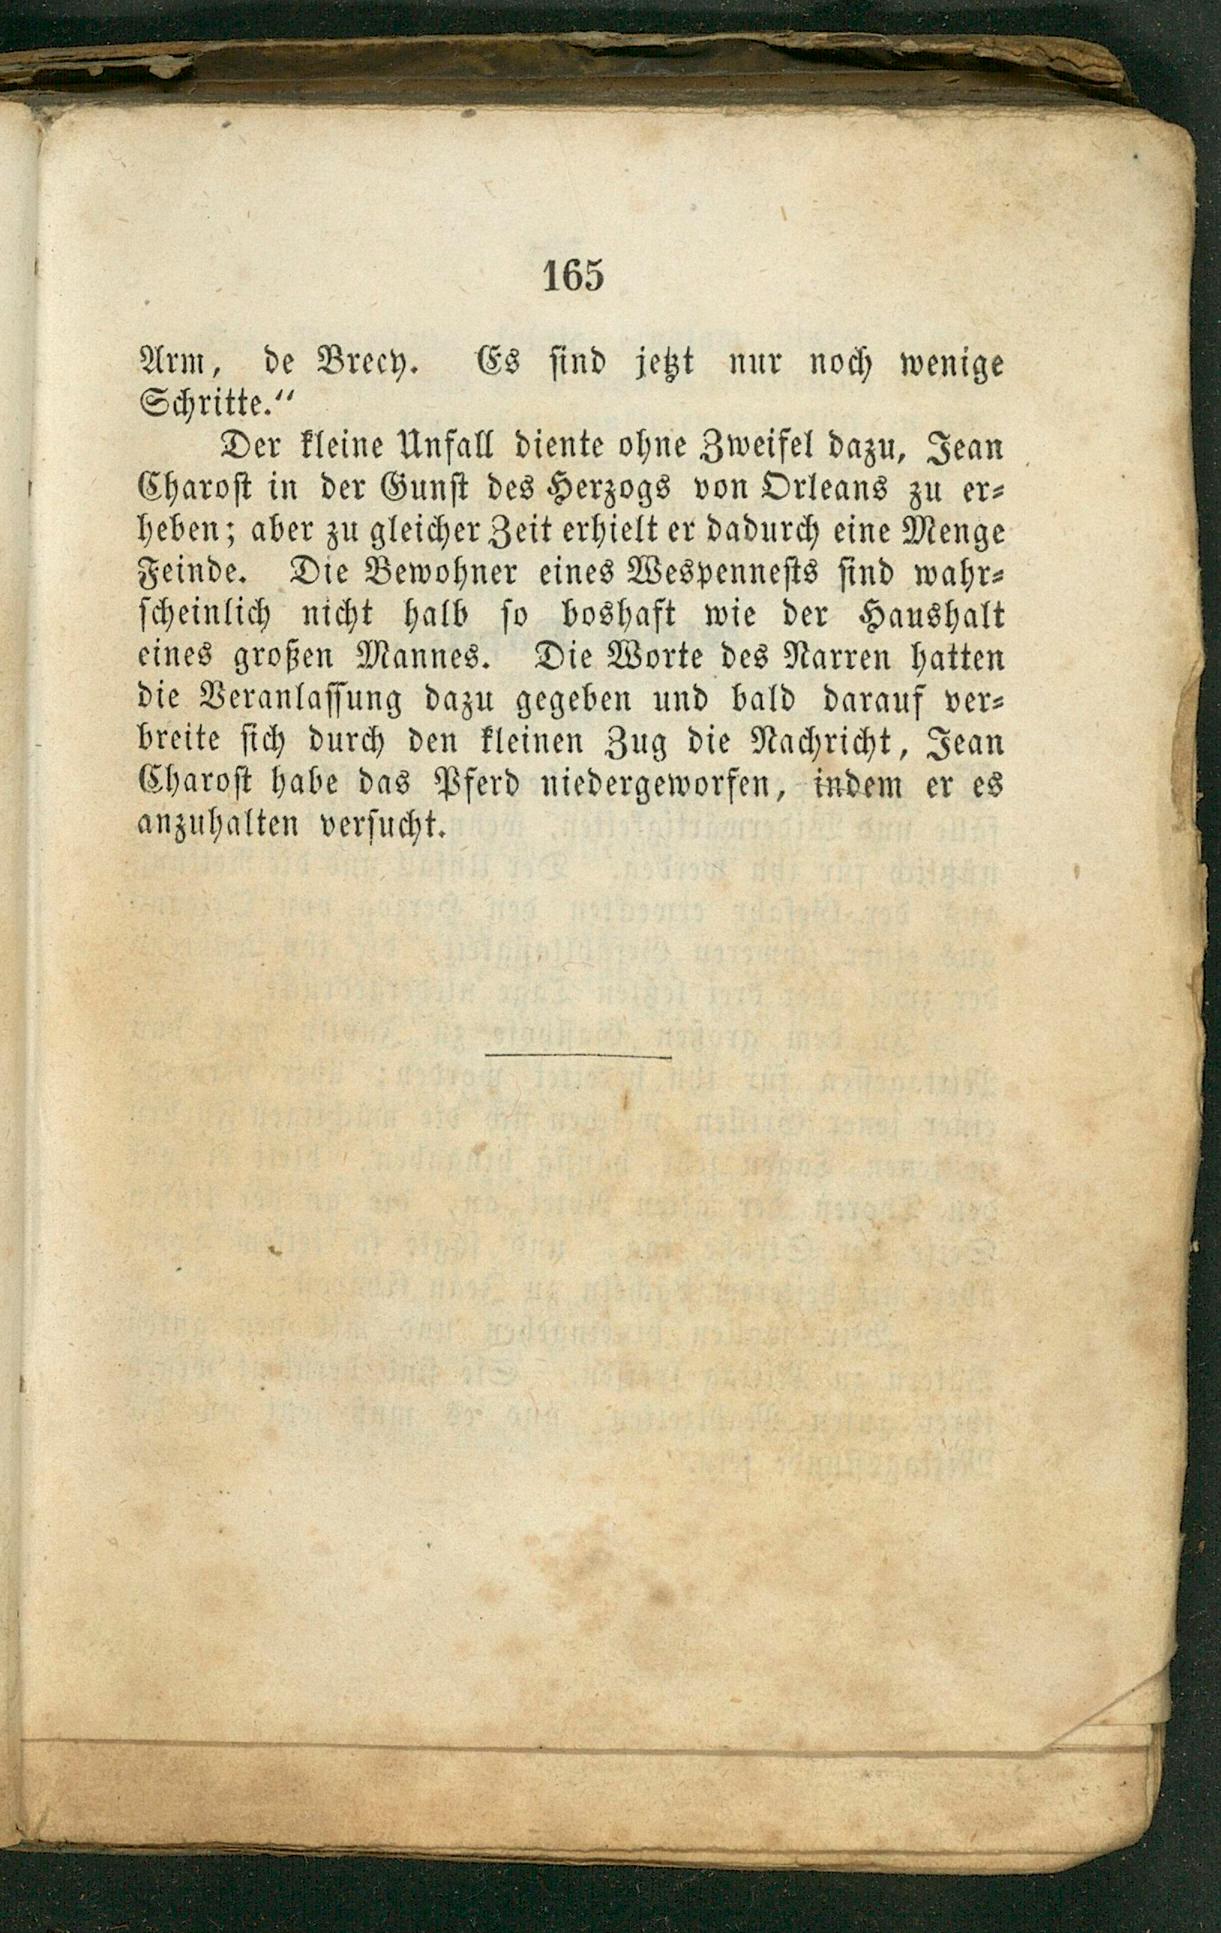 165
Arm, de Brecy. Es sind jetzt nur noch wenige
Schritte.“
Der kleine Unfall diente ohne Zweifel dazu, Jean
Charost in der Gunst des Herzogs von Orleans zu er⸗
heben; aber zu gleicher Zeit erhielt er dadurch eine Menge
Feinde. Die Bewohner eines Wespennests sind wahr⸗
scheinlich nicht halb so boshaft wie der Haushalt
eines großen Mannes. Die Worte des Narren hatten
die Veranlassung dazu gegeben und bald darauf ver⸗
breite sich durch den kleinen Zug die Nachricht, Jean
Charost habe das Pferd niedergeworfen, indem er es
anzuhalten versucht.